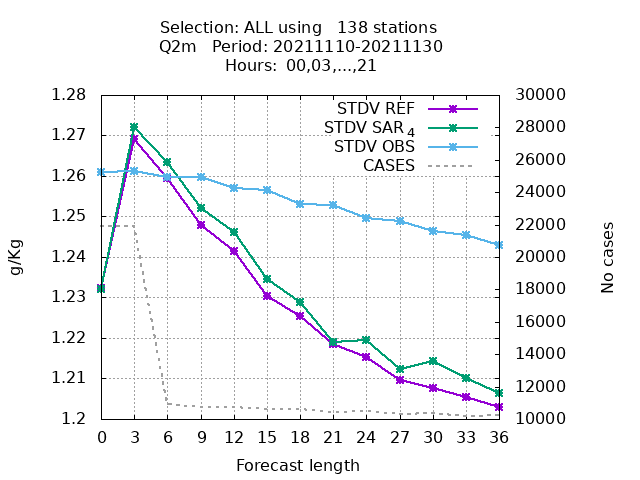 Selection: ALL using 138 stations
Q2m Period: 20211110-20211130
Hours: 00,03,...,21
1.28
1.27
1.26
1.25
1.24
1.23
1.22
1.21
1.2
g/Kg
STDV REF
STDV SAR 4
STDV OBS
CASES
30000
28000
26000
24000
22000
20000
18000
16000
14000
12000
10000
No cases
0 3 6 9 12 15 18 21 24 27 30 33 36
Forecast length